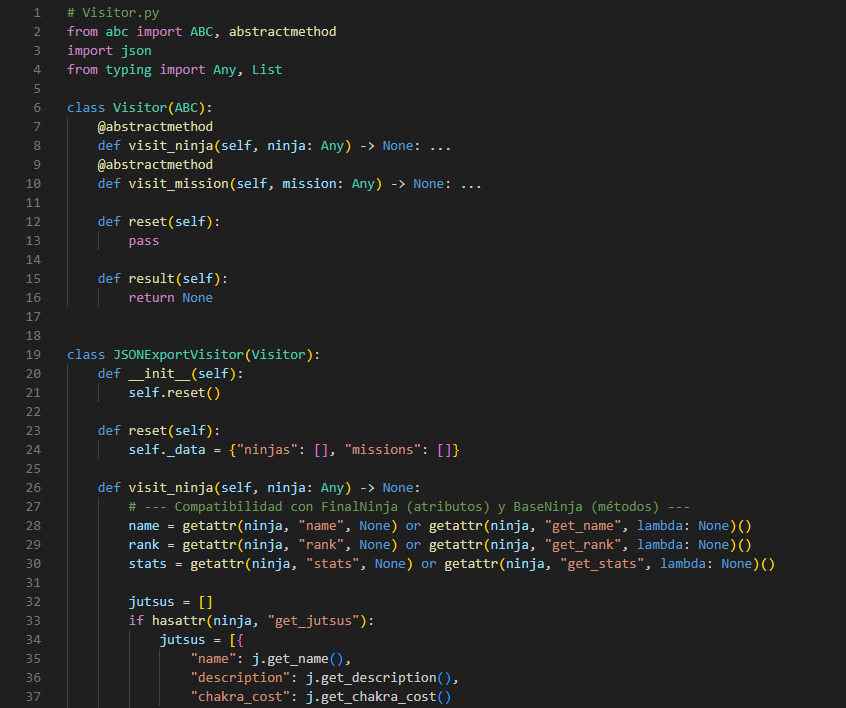 1 # Visitor.py
2 from abc import ABC, abstractmethod
3 import json
4 from typing import Any, List
5
6 class Visitor(ABC):
7     @abstractmethod
8     def visit_ninja(self, ninja: Any) -> None: ...
9     @abstractmethod
10     def visit_mission(self, mission: Any) -> None: ...
11
12     def reset(self):
13         pass
14
15     def result(self):
16         return None
17
18
19 class JSONExportVisitor(Visitor):
20     def __init__(self):
21         self.reset()
22
23     def reset(self):
24         self._data = {"ninjas": [], "missions": []}
25
26     def visit_ninja(self, ninja: Any) -> None:
27         # --- Compatibilidad con FinalNinja (atributos) y BaseNinja (métodos) ---
28         name = getattr(ninja, "name", None) or getattr(ninja, "get_name", lambda: None)()
29         rank = getattr(ninja, "rank", None) or getattr(ninja, "get_rank", lambda: None)()
30         stats = getattr(ninja, "stats", None) or getattr(ninja, "get_stats", lambda: None)()
31
32         jutsus = []
33         if hasattr(ninja, "get_jutsus"):
34             jutsus = [{
35                 "name": j.get_name(),
36                 "description": j.get_description(),
37                 "chakra_cost": j.get_chakra_cost()